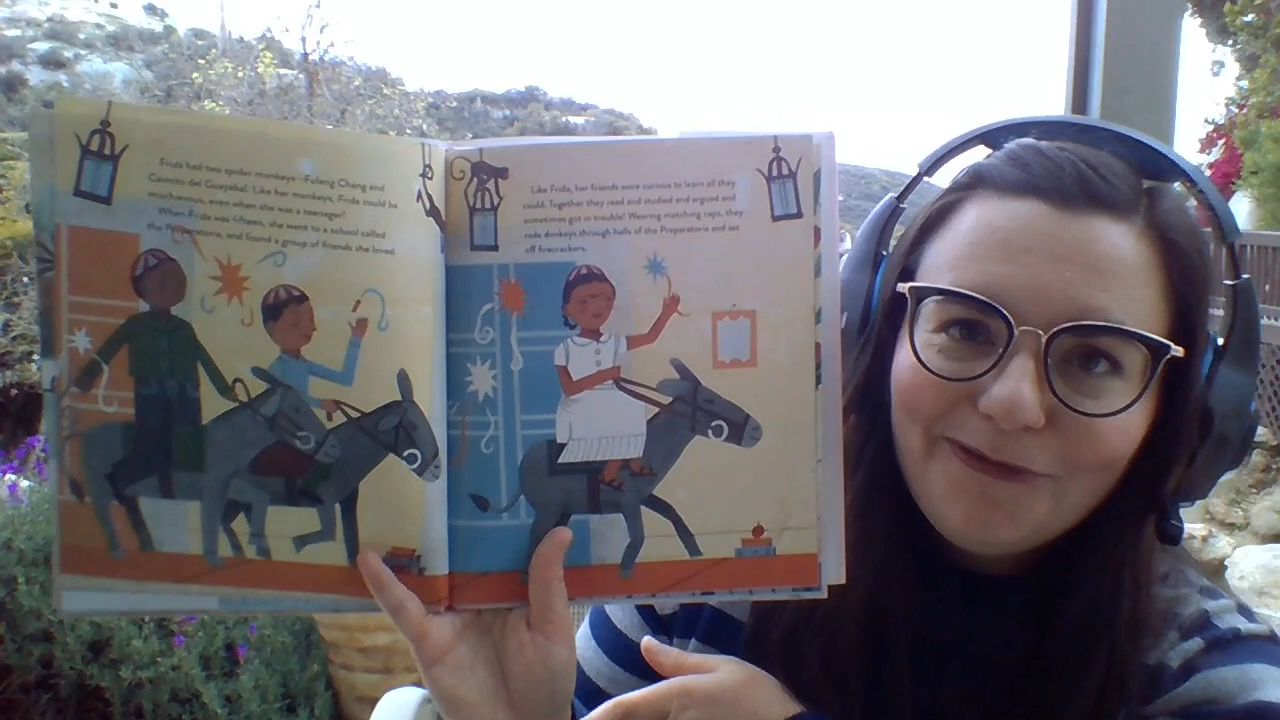 Frida had two spider monkeys—Fulang Chang and
Caimito del Guayabal. Like her monkeys, Frida could be
mischievous, even when she was a teenager!
When Frida was fifteen, she went to a school called
the Preparatoria, and found a group of friends she loved.
Like Frida, her friends were curious to learn all they
could. Together they read and studied and argued and
sometimes got in trouble! Wearing matching caps, they
rode donkeys through halls of the Preparatoria and set
off firecrackers.